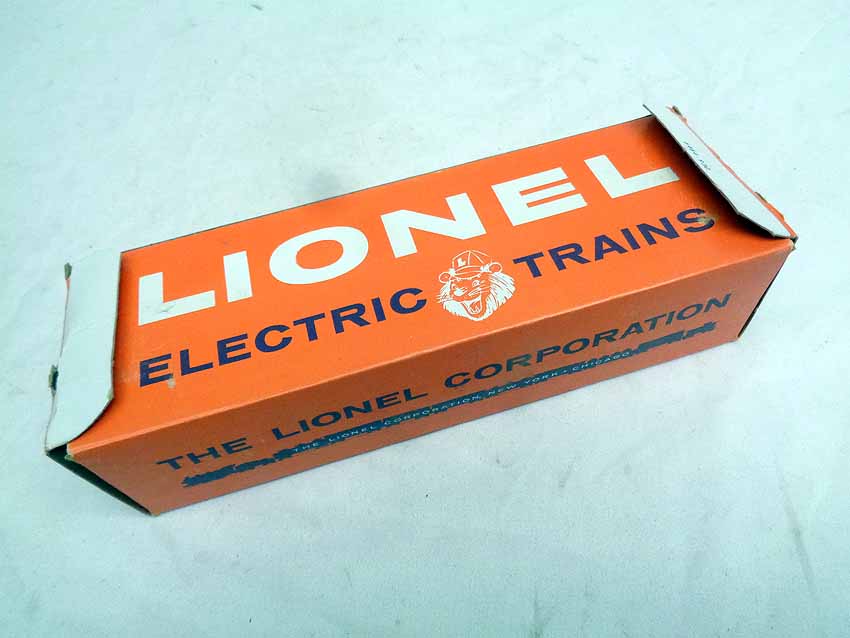 LIONEL
ELECTRIC TRAINS
L
THE LIONEL CORPORATION
THE LIONEL CORPORATION, NEW YORK • CHICAGO